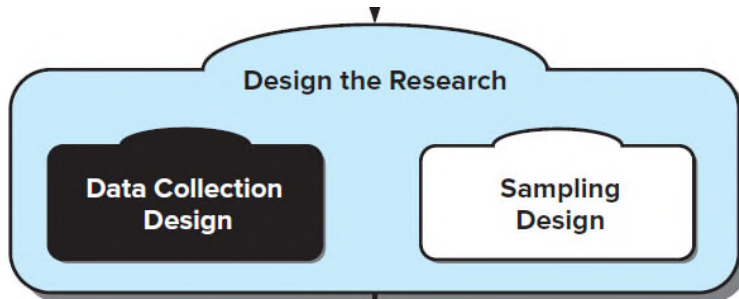 Design the Research
Data Collection
Design
Sampling
Design